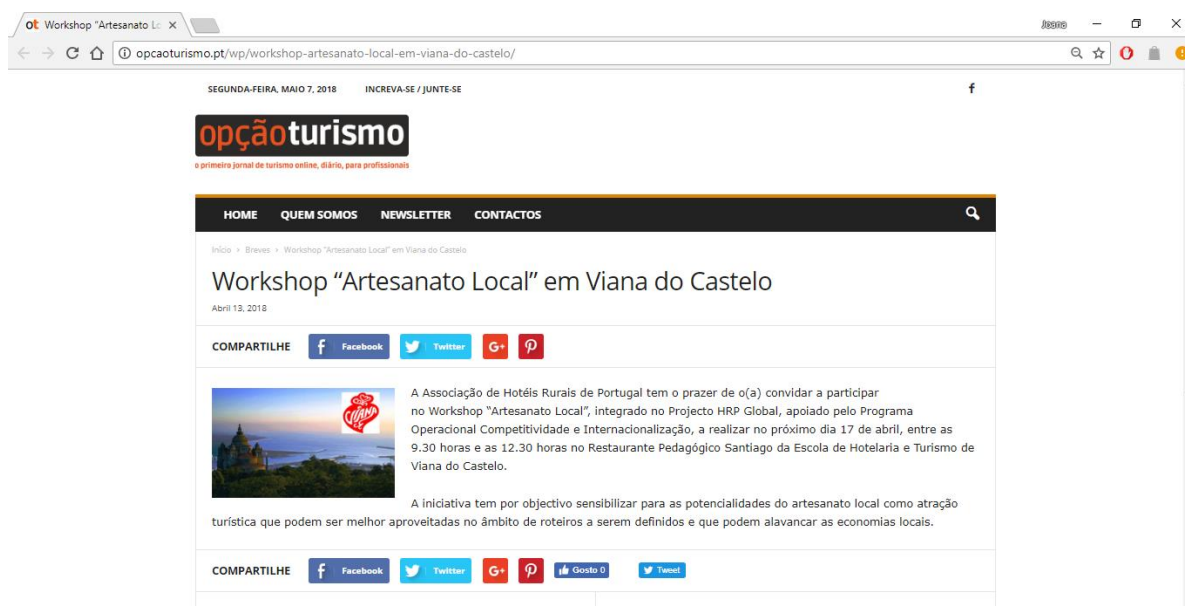 ot Workshop "Artesanato Lo
Joana
opcaoturismo.pt/wp/workshop-artesanato-local-em-viana-do-castelo/
SEGUNDA-FEIRA, MAIO 7, 2018 INCREVA-SE / JUNTE-SE
opçãoturismo
o primeiro jornal de turismo online, diário, para profissionais
HOME QUEM SOMOS NEWSLETTER CONTACTOS
Início Breves Workshop "Artesanato Local" em Viana do Castelo
Workshop “Artesanato Local” em Viana do Castelo
Abril 13, 2018
COMPARTILHE Facebook Twitter G+
VIANA
A Associação de Hotéis Rurais de Portugal tem o prazer de o(a) convidar a participar
no Workshop “Artesanato Local”, integrado no Projecto HRP Global, apoiado pelo Programa
Operacional Competitividade e Internacionalização, a realizar no próximo dia 17 de abril, entre as
9.30 horas e as 12.30 horas no Restaurante Pedagógico Santiago da Escola de Hotelaria e Turismo de
Viana do Castelo.
A iniciativa tem por objectivo sensibilizar para as potencialidades do artesanato local como atração
turística que podem ser melhor aproveitadas no âmbito de roteiros a serem definidos e que podem alavancar as economias locais.
COMPARTILHE Facebook Twitter G+ Gosto 0 Tweet